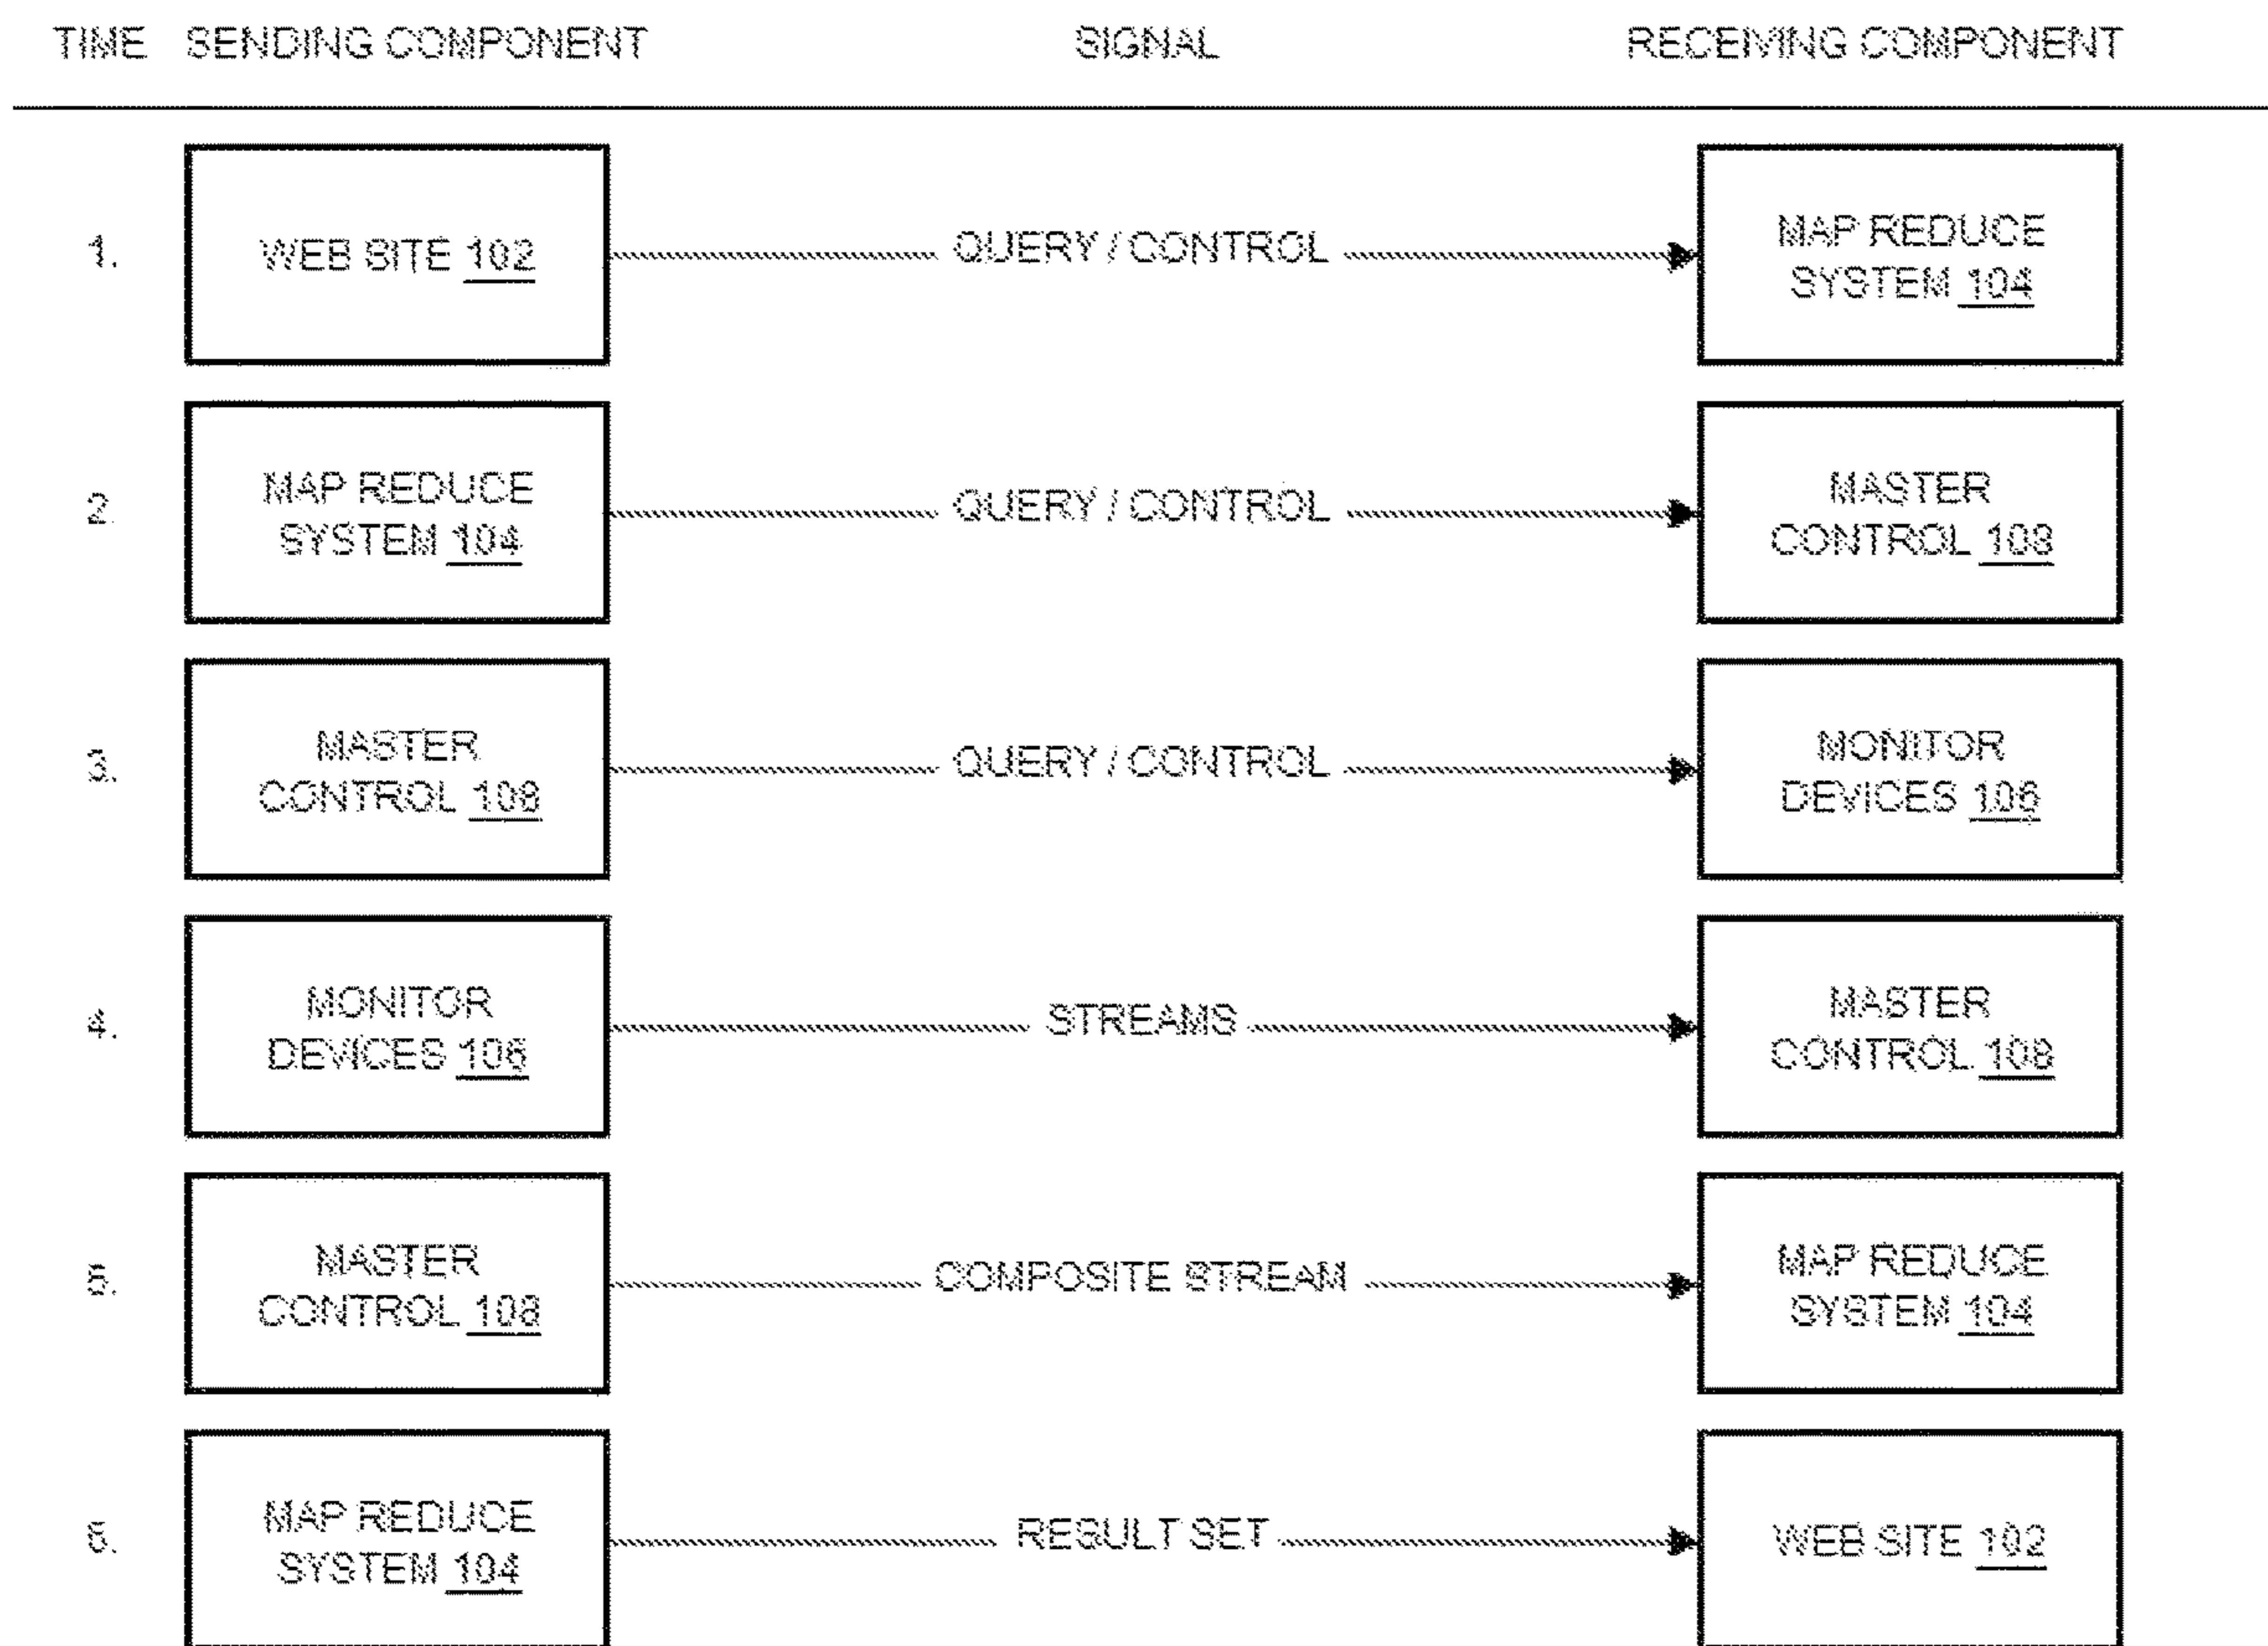 TIME SENDING COMPONENT SIGNAL RECEIVING COMPONENT
1. WEB SITE 102 QUERY / CONTROL MAP REDUCE
SYSTEM 104
2. MAP REDUCE
SYSTEM 104
QUERY / CONTROL
MASTER
CONTROL 108
3. MASTER
CONTROL 108
QUERY / CONTROL
MONITOR
DEVICES 106
4. MONITOR
DEVICES 106
STREAMS
MASTER
CONTROL 108
5. MASTER
CONTROL 108
COMPOSITE STREAM
MAP REDUCE
SYSTEM 104
6. MAP REDUCE
SYSTEM 104
RESULT SET
WEB SITE 102